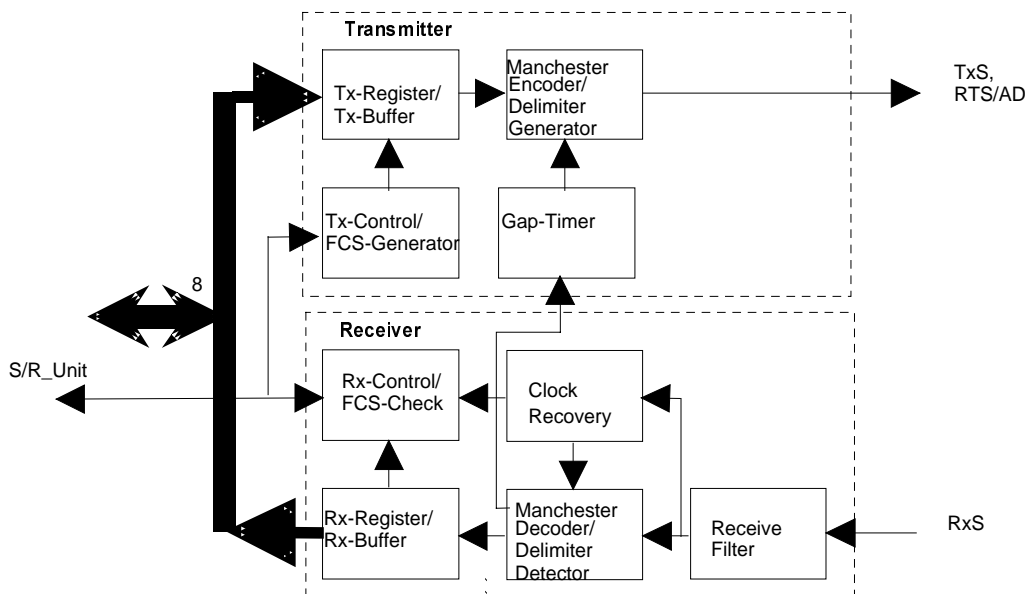 Transmitter
Tx-Register/
Tx-Buffer
Manchester
Encoder/
Delimiter
Generator
TxS,
RTS/AD
Tx-Control/
FCS-Generator
Gap-Timer
8
S/R_Unit
Receiver
Rx-Control/
FCS-Check
Clock
Recovery
Rx-Register/
Rx-Buffer
Manchester
Decoder/
Delimiter
Detector
Receive
Filter
RxS